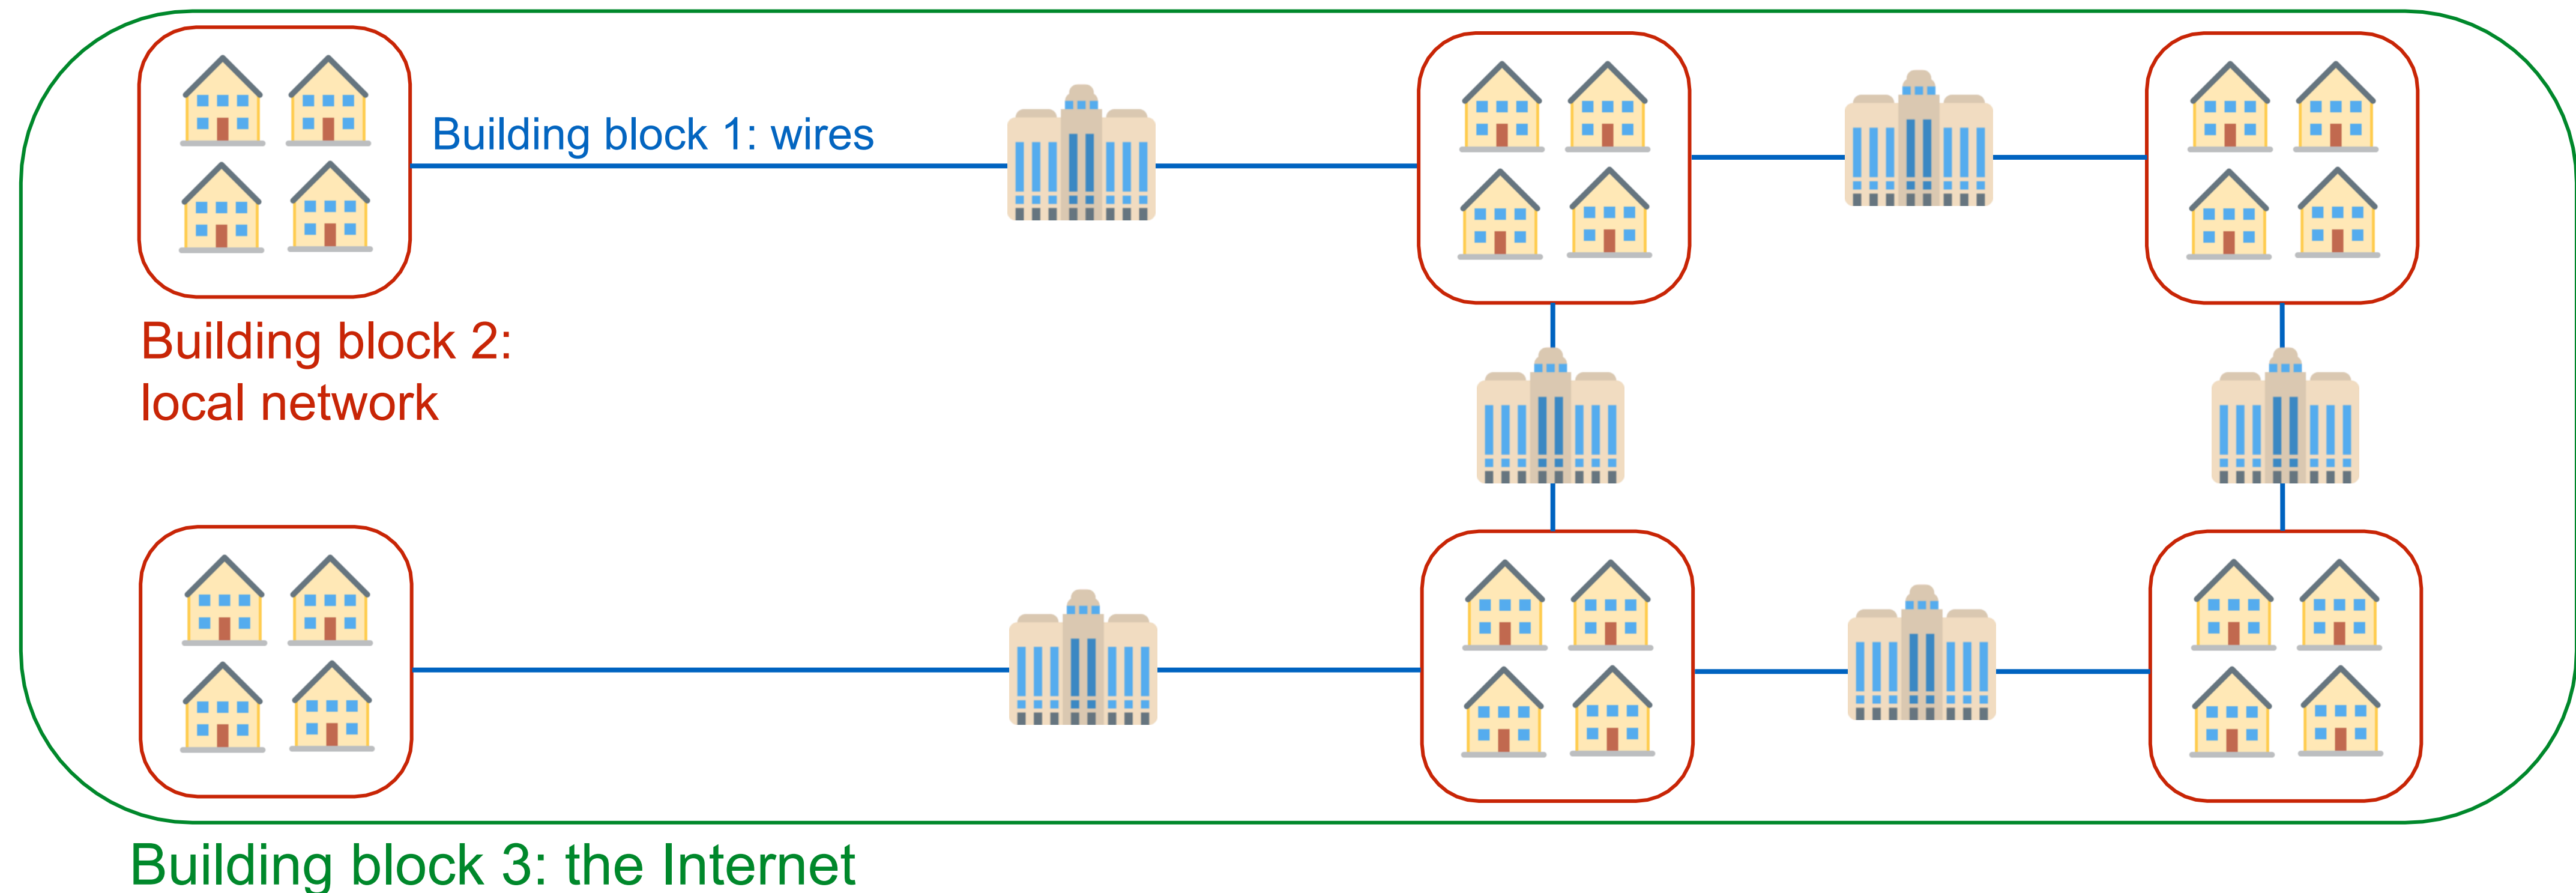 Building block 1: wires
Building block 2:
local network
Building block 3: the Internet